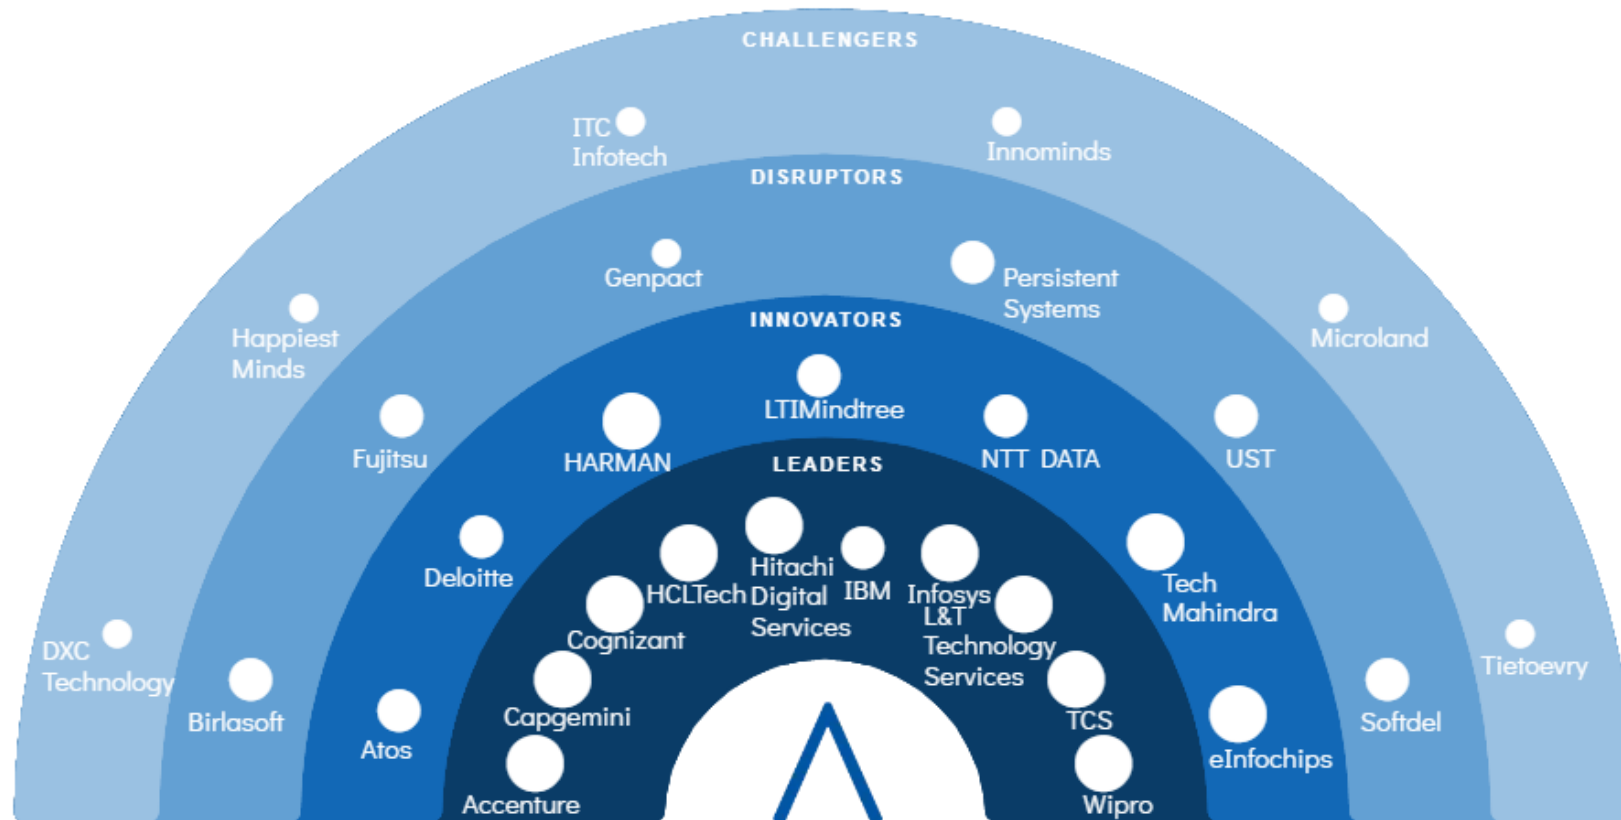 CHALLENGERS
ITC
Infotech
Innominds
Happiest
Minds
Microland
DXC
Technology
Tietoevry
DISRUPTORS
Genpact
Persistent
Systems
Fujitsu
UST
Birlasoft
Softdel
INNOVATORS
LTIMindtree
HARMAN
NTT DATA
Deloitte
Tech
Mahindra
Atos
eInfochips
LEADERS
Hitachi
Digital
Services
IBM
HCLTech
Infosys
Cognizant
L&T
Technology
Services
Capgemini
TCS
Accenture
Wipro